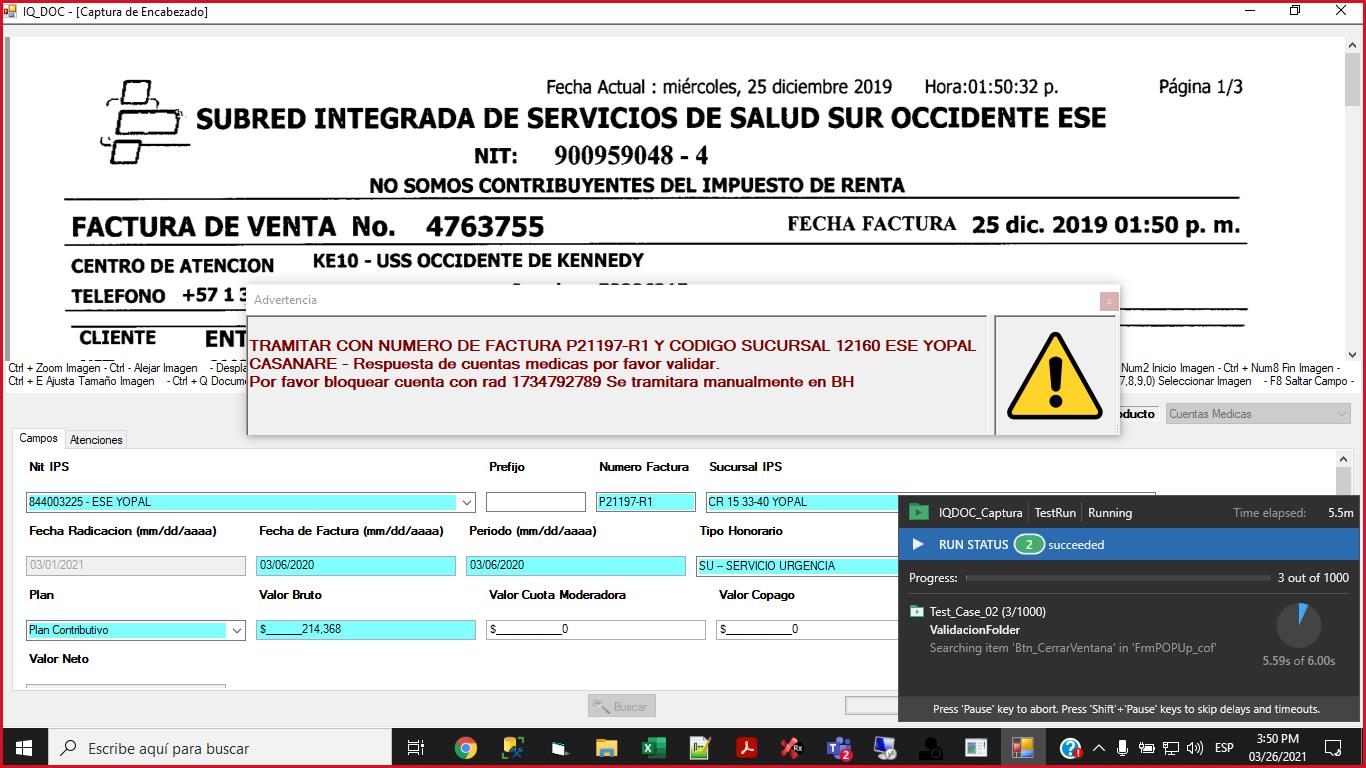 IQ_DOC - [Captura de Encabezado]
Fecha Actual : miércoles, 25 diciembre 2019 Hora:01:50:32 p. Página 1/3
SUBRED INTEGRADA DE SERVICIOS DE SALUD SUR OCCIDENTE ESE
NIT: 900959048 - 4
NO SOMOS CONTRIBUYENTES DEL IMPUESTO DE RENTA
FACTURA DE VENTA No. 4763755 FECHA FACTURA 25 dic. 2019 01:50 p. m.
CENTRO DE ATENCION KE10 - USS OCCIDENTE DE KENNEDY
TELEFONO +57 1 3
CLIENTE ENT
Advertencia
x
TRAMITAR CON NUMERO DE FACTURA P21197-R1 Y CODIGO SUCURSAL 12160 ESE YOPAL
CASANARE - Respuesta de cuentas medicas por favor validar.
Por favor bloquear cuenta con rad 1734792789 Se tramitara manualmente en BH
Ctrl + Zoom Imagen - Ctrl - Alejar Imagen - Despla Num2 Inicio Imagen - Ctrl + Num8 Fin Imagen -
Ctrl + E Ajusta Tamaño Imagen - Ctrl + Q Docum 7,8,9,0) Seleccionar Imagen - F8 Saltar Campo -
ducto Cuentas Medicas
Campos Atenciones
Nit IPS Prefijo Numero Factura Sucursal IPS
844003225 - ESE YOPAL P21197-R1 CR 15 33-40 YOPAL
Fecha Radicacion (mm/dd/aaaa) Fecha de Factura (mm/dd/aaaa) Periodo (mm/dd/aaaa) Tipo Honorario
03/01/2021 03/06/2020 03/06/2020 SU – SERVICIO URGENCIA
Plan Valor Bruto Valor Cuota Moderadora Valor Copago
Plan Contributivo $______214,368 $__________0 $__________0
Valor Neto
Buscar
IQDOC_Captura TestRun Running Time elapsed: 5.5m
RUN STATUS 2 succeeded
Progress: 3 out of 1000
Test_Case_02 (3/1000)
ValidacionFolder
Searching item 'Btn_CerrarVentana' in 'FrmPOPUp_cof'
5.59s of 6.00s
Press 'Pause' key to abort. Press 'Shift'+'Pause' keys to skip delays and timeouts.
Escribe aquí para buscar
2
ESP
3:50 PM
03/26/2021